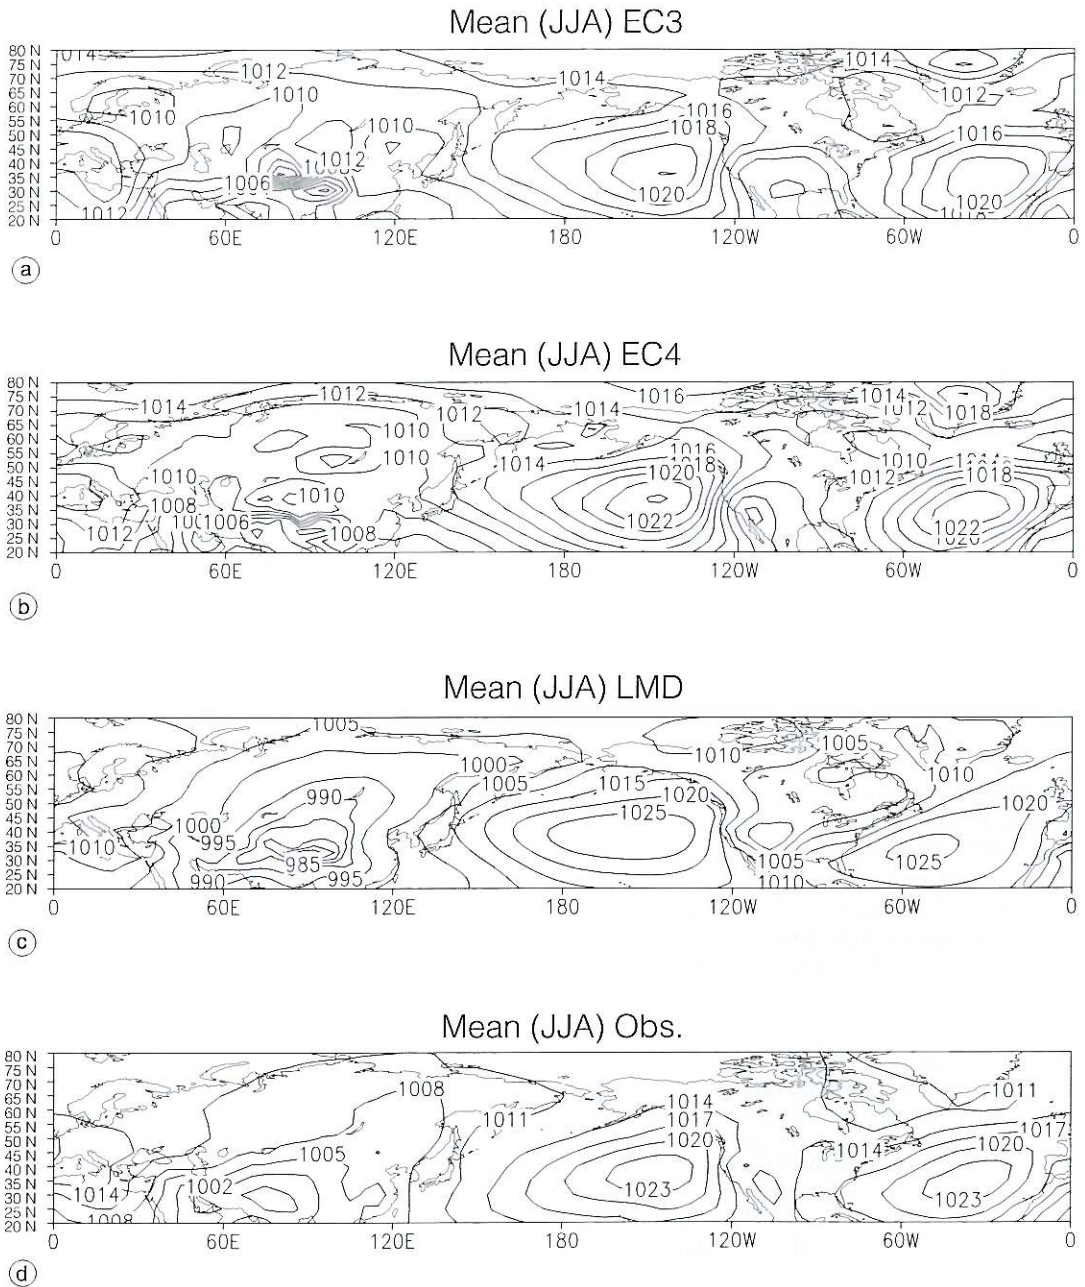 Mean (JJA) EC3
80 N
75 N
70 N
65 N
60 N
55 N
50 N
45 N
40 N
35 N
30 N
25 N
20 N
1014
1012
1014
1014
1010
1010
1012
1016
1010
1018
1016
1012
1006
1020
1020
1012
0
60E
180
120W
60W
0
a
Mean (JJA) EC4
80 N
75 N
70 N
65 N
60 N
55 N
50 N
45 N
40 N
35 N
30 N
25 N
20 N
1012
1016
1014
1014
1012
1014
1012
1018
1010
1016
1010
1014
1020
1010
1010
1012
1018
1010
1008
1006
1022
1022
1012
1008
0
60E
120E
180
120W
60W
0
b
Mean (JJA) LMD
80 N
75 N
70 N
65 N
60 N
55 N
50 N
45 N
40 N
35 N
30 N
25 N
20 N
1005
1010
1005
1000
1010
1005
1015
1020
990
1020
1025
1000
995
1010
985
1005
1025
990
995
1010
0
60E
120E
180
120W
60W
0
c
Mean (JJA) Obs.
80 N
75 N
70 N
65 N
60 N
55 N
50 N
45 N
40 N
35 N
30 N
25 N
20 N
1008
1011
1014
1011
1017
1017
1020
1014
1020
1005
1002
1014
1023
1023
1008
0
60E
120E
180
120W
60W
0
d